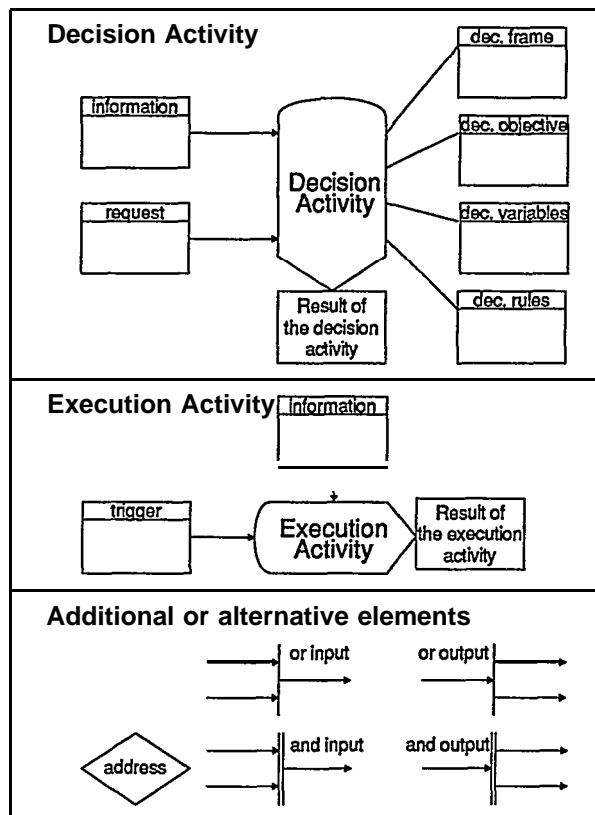 Decision Activity
dec. frame
information
dec. objective
Decision
Activity
request
dec. variables
dec. rules
Result of
the decision
activity
Execution Activity
information
trigger
Execution
Activity
Result of
the execution
activity
Additional or alternative elements
or input
or output
address
and input
and output